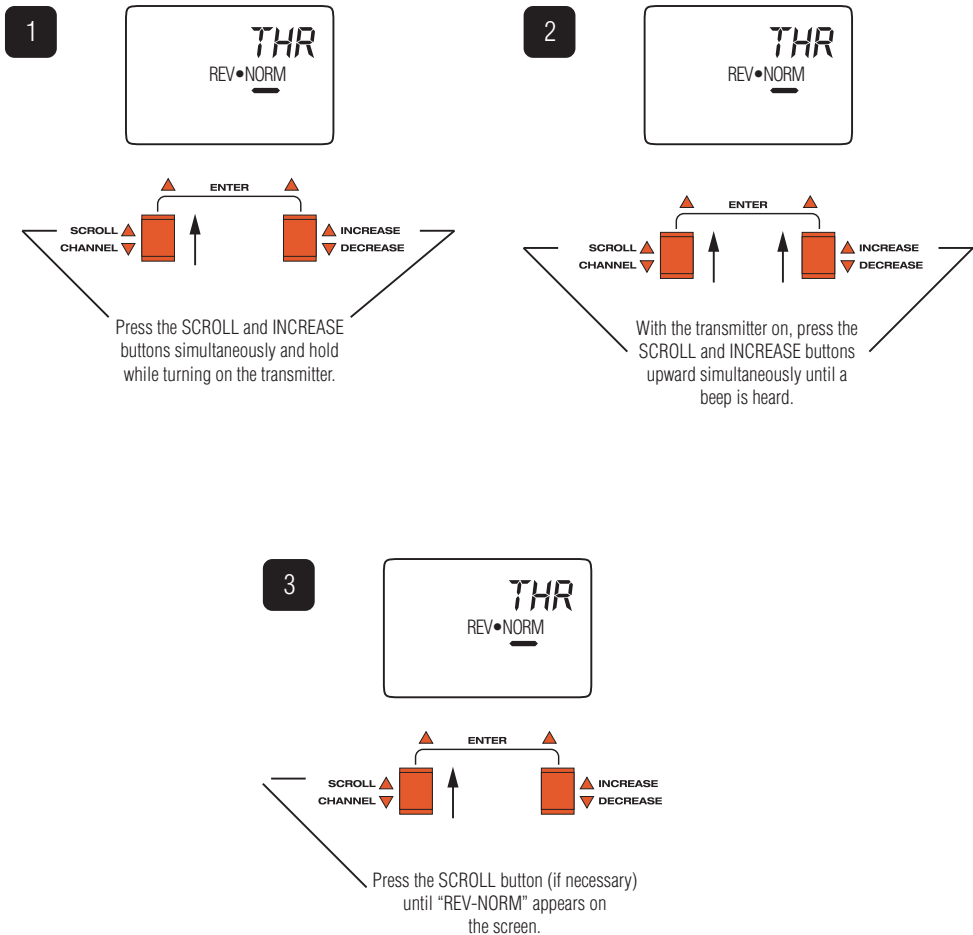 1
THR
REV•NORM
ENTER
SCROLL
CHANNEL
INCREASE
DECREASE
Press the SCROLL and INCREASE
buttons simultaneously and hold
while turning on the transmitter.
2
THR
REV•NORM
ENTER
SCROLL
CHANNEL
INCREASE
DECREASE
With the transmitter on, press the
SCROLL and INCREASE buttons
upward simultaneously until a
beep is heard.
3
THR
REV•NORM
ENTER
SCROLL
CHANNEL
INCREASE
DECREASE
Press the SCROLL button (if necessary)
until “REV-NORM” appears on
the screen.